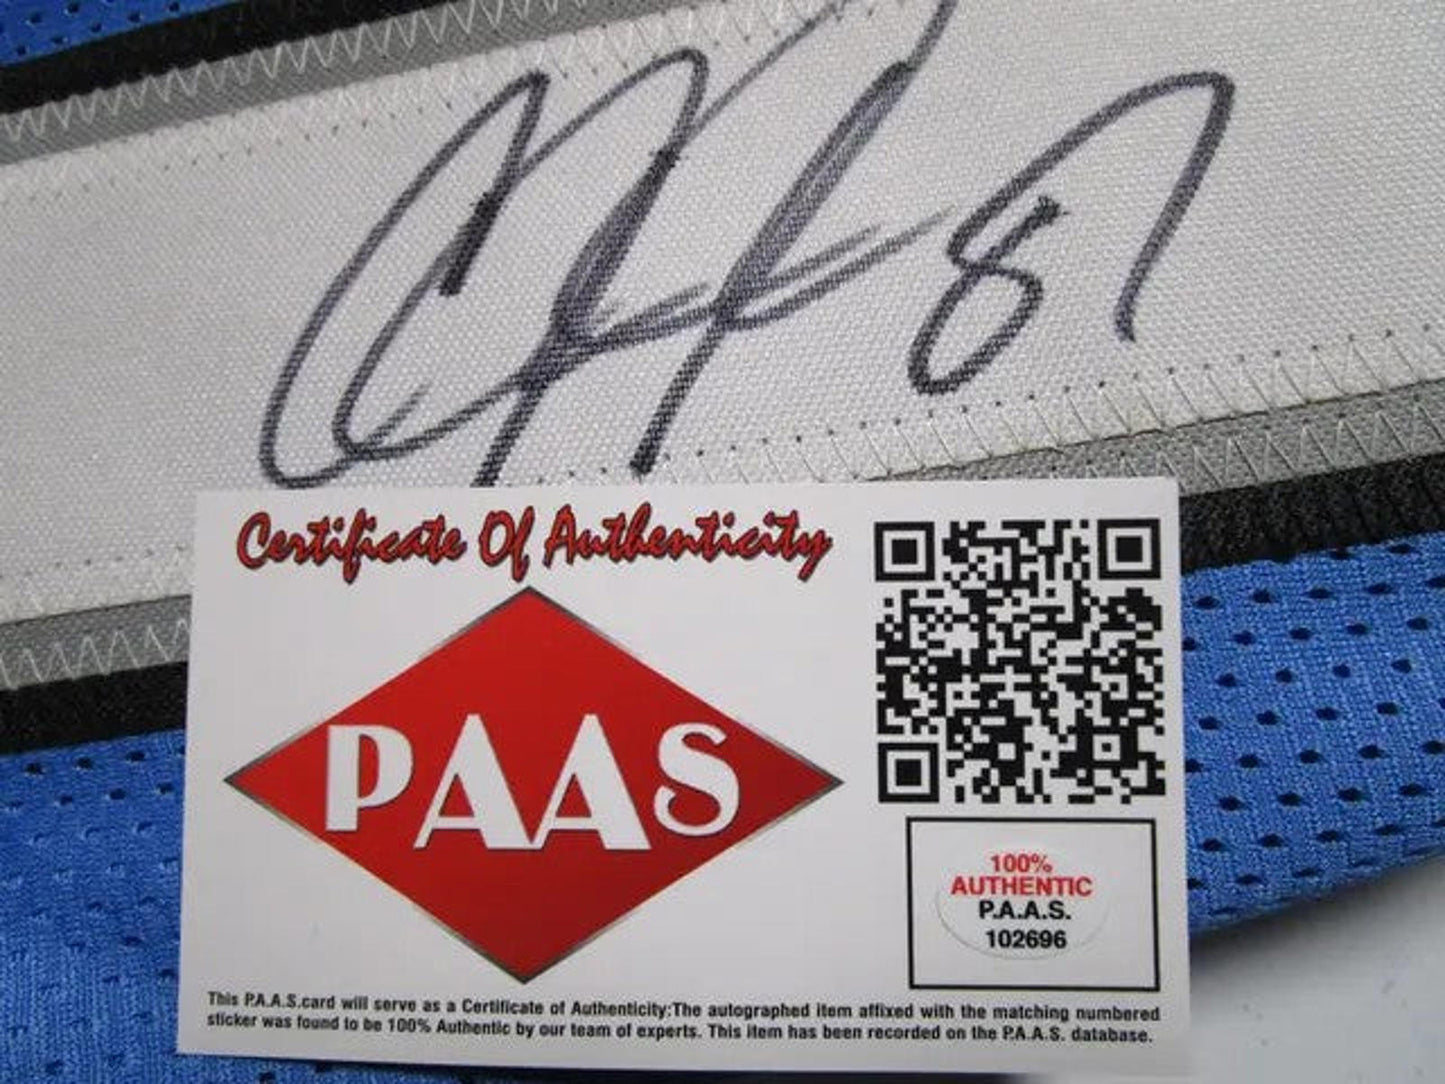 81
Certificate Of Authenticity
PAAS
100%
AUTHENTIC
P.A.A.S.
102696
This P.A.A.S.card will serve as a Certificate of Authenticity:The autographed item affixed with the matching numbered
sticker was found to be 100% Authentic by our team of experts. This item has been recorded on the P.A.A.S. database.